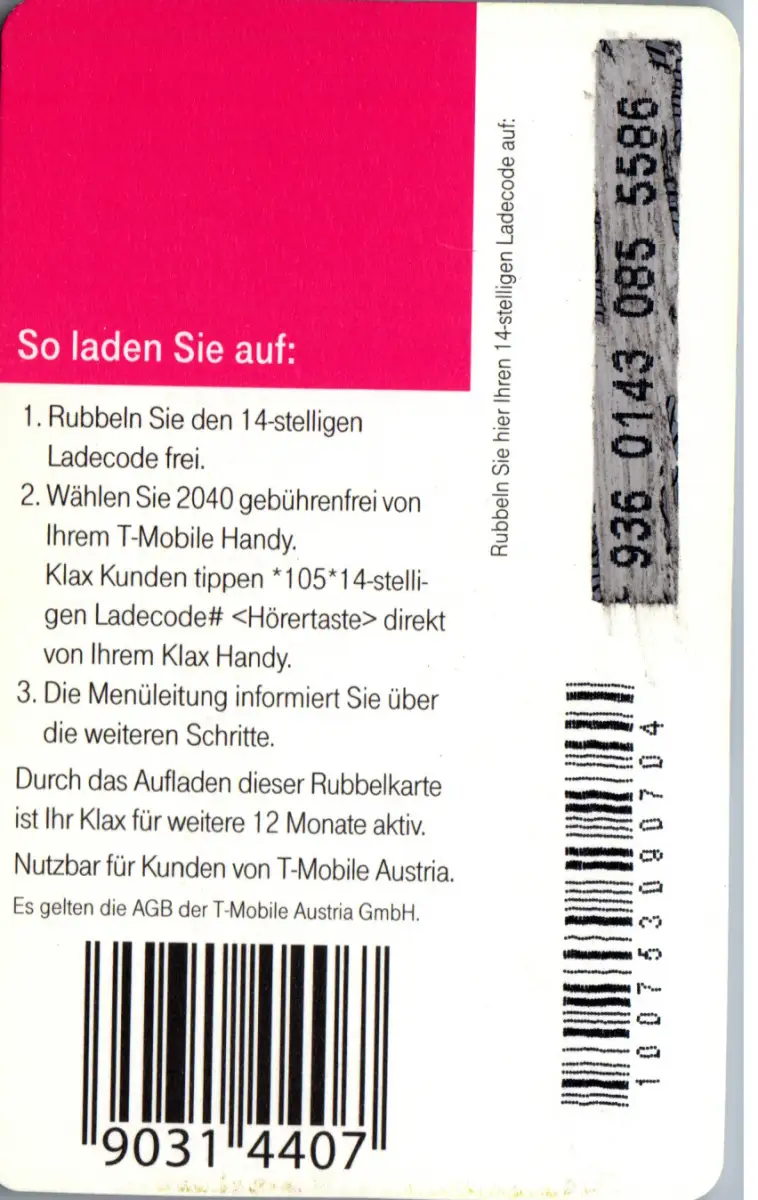 So laden Sie auf:
1. Rubbeln Sie den 14-stelligen
Ladecode frei.
2. Wählen Sie 2040 gebührenfrei von
Ihrem T-Mobile Handy.
Klax Kunden tippen *105*14-stelli-
gen Ladecode# <Hörertaste> direkt
von Ihrem Klax Handy.
3. Die Menüleitung informiert Sie über
die weiteren Schritte.
Durch das Aufladen dieser Rubbelkarte
ist Ihr Klax für weitere 12 Monate aktiv.
Nutzbar für Kunden von T-Mobile Austria.
Es gelten die AGB der T-Mobile Austria GmbH.
9031 4407
Rubbeln Sie hier Ihren 14-stelligen Ladecode auf:
936 0143 085 5586
100753090704